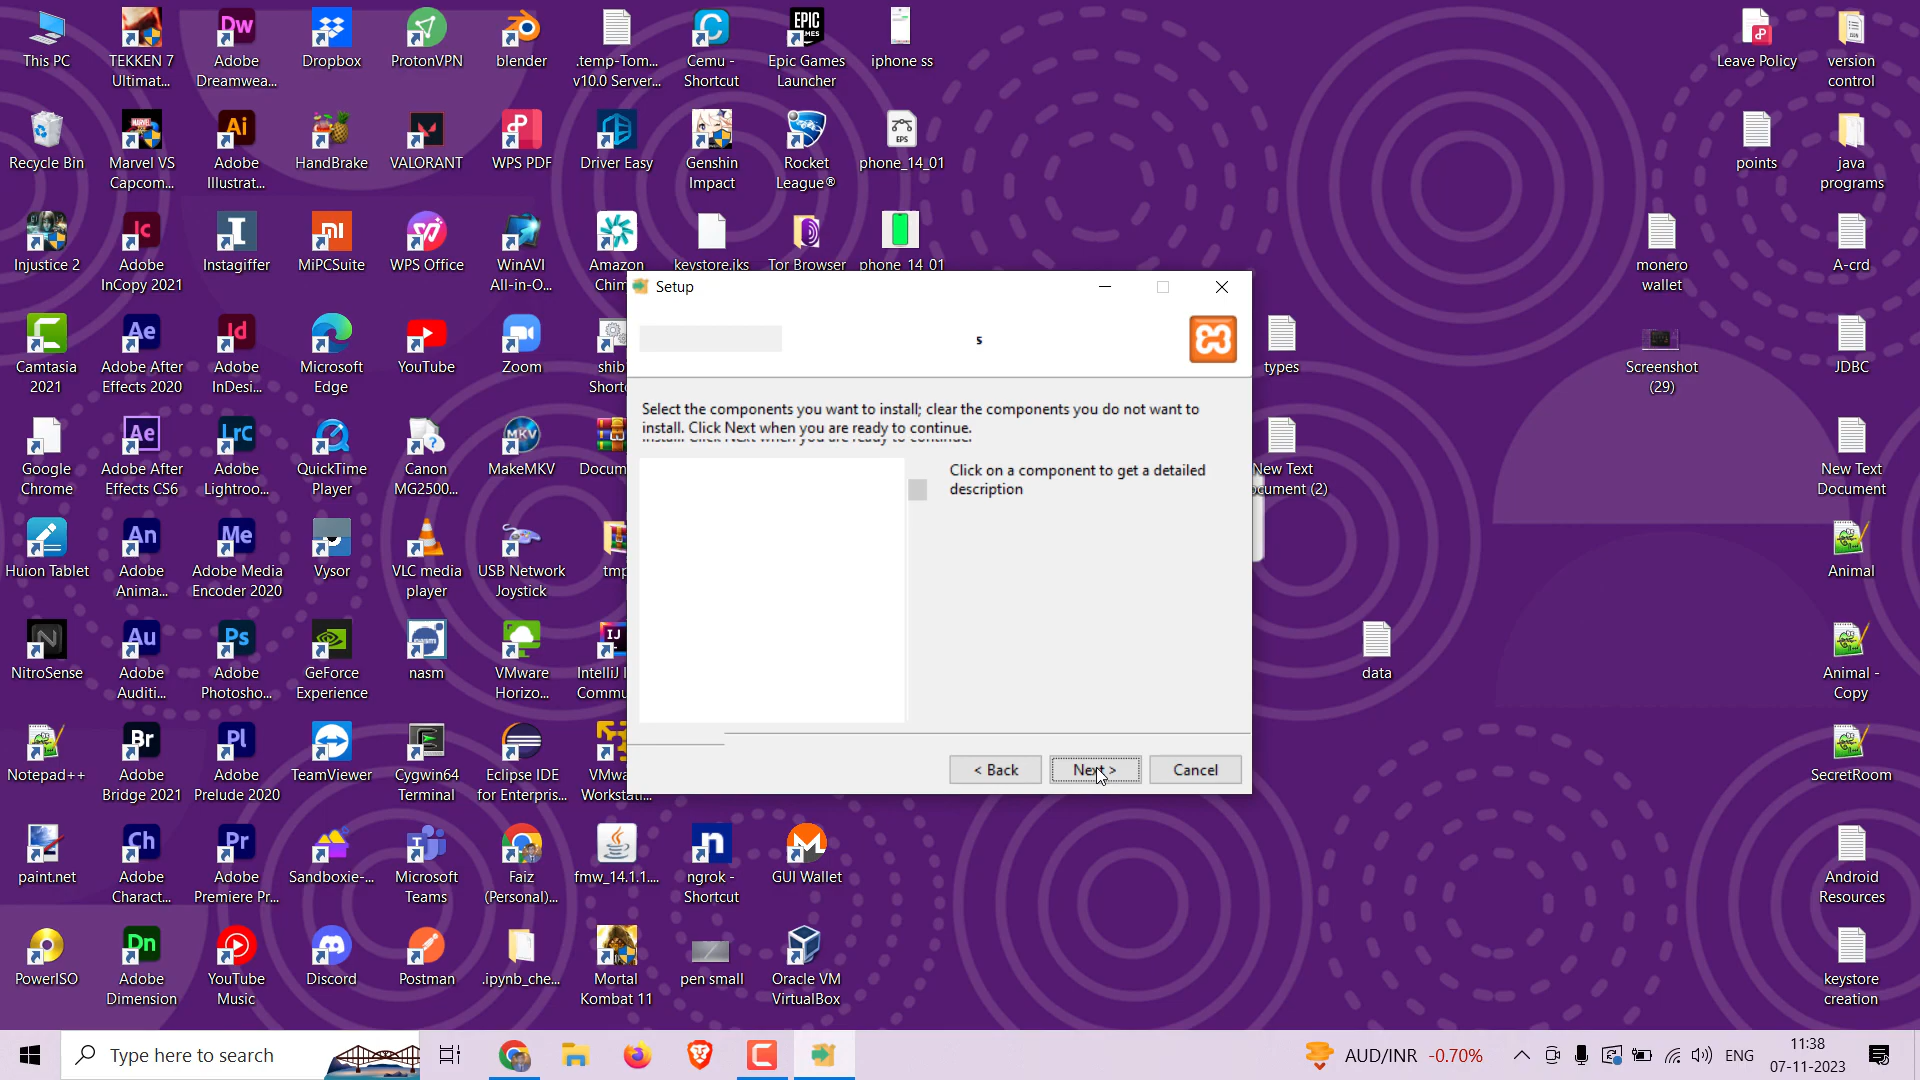 This PC
TEKKEN 7
Ultimat...
Adobe
Dreamwea...
Dropbox
ProtonVPN
blender
.temp-Tom...
v10.0 Server...
Cemu -
Shortcut
Epic Games
Launcher
iphone ss
Leave Policy
version
control
Recycle Bin
Marvel VS
Capcom...
Adobe
Illustrat...
HandBrake
VALORANT
WPS PDF
Driver Easy
Genshin
Impact
Rocket
League®
phone_14_01
points
java
programs
Injustice 2
Adobe
InCopy 2021
Instagiffer
MiPCSuite
WPS Office
WinAVI
All-in-O...
Amazon
Chim
keystore.jks
Tor Browser
phone_14_01
monero
wallet
A-crd
Setup
s
Select the components you want to install; clear the components you do not want to
install. Click Next when you are ready to continue.
Click on a component to get a detailed
description
< Back
Next >
Cancel
Camtasia
2021
Adobe After
Effects 2020
Adobe
InDesi...
Microsoft
Edge
YouTube
Zoom
shib
Shortc
types
Screenshot
(29)
JDBC
Google
Chrome
Adobe After
Effects CS6
Adobe
Lightroo...
QuickTime
Player
Canon
MG2500...
MakeMKV
Docum
New Text
ocument (2)
New Text
Document
Huion Tablet
Adobe
Anima...
Adobe Media
Encoder 2020
Vysor
VLC media
player
USB Network
Joystick
tmp
Animal
NitroSense
Adobe
Auditi...
Adobe
Photosho...
GeForce
Experience
nasm
VMware
Horizo...
IntelliJ I
Commu
data
Animal -
Copy
Notepad++
Adobe
Bridge 2021
Adobe
Prelude 2020
TeamViewer
Cygwin64
Terminal
Eclipse IDE
for Enterpris...
VMwa
Workstati...
SecretRoom
paint.net
Adobe
Charact...
Adobe
Premiere Pr...
Sandboxie-...
Microsoft
Teams
Faiz
(Personal)...
fmw_14.1.1....
ngrok -
Shortcut
GUI Wallet
Android
Resources
PowerISO
Adobe
Dimension
YouTube
Music
Discord
Postman
.ipynb_che...
Mortal
Kombat 11
pen small
Oracle VM
VirtualBox
keystore
creation
Type here to search
AUD/INR -0.70%
ENG
11:38
07-11-2023